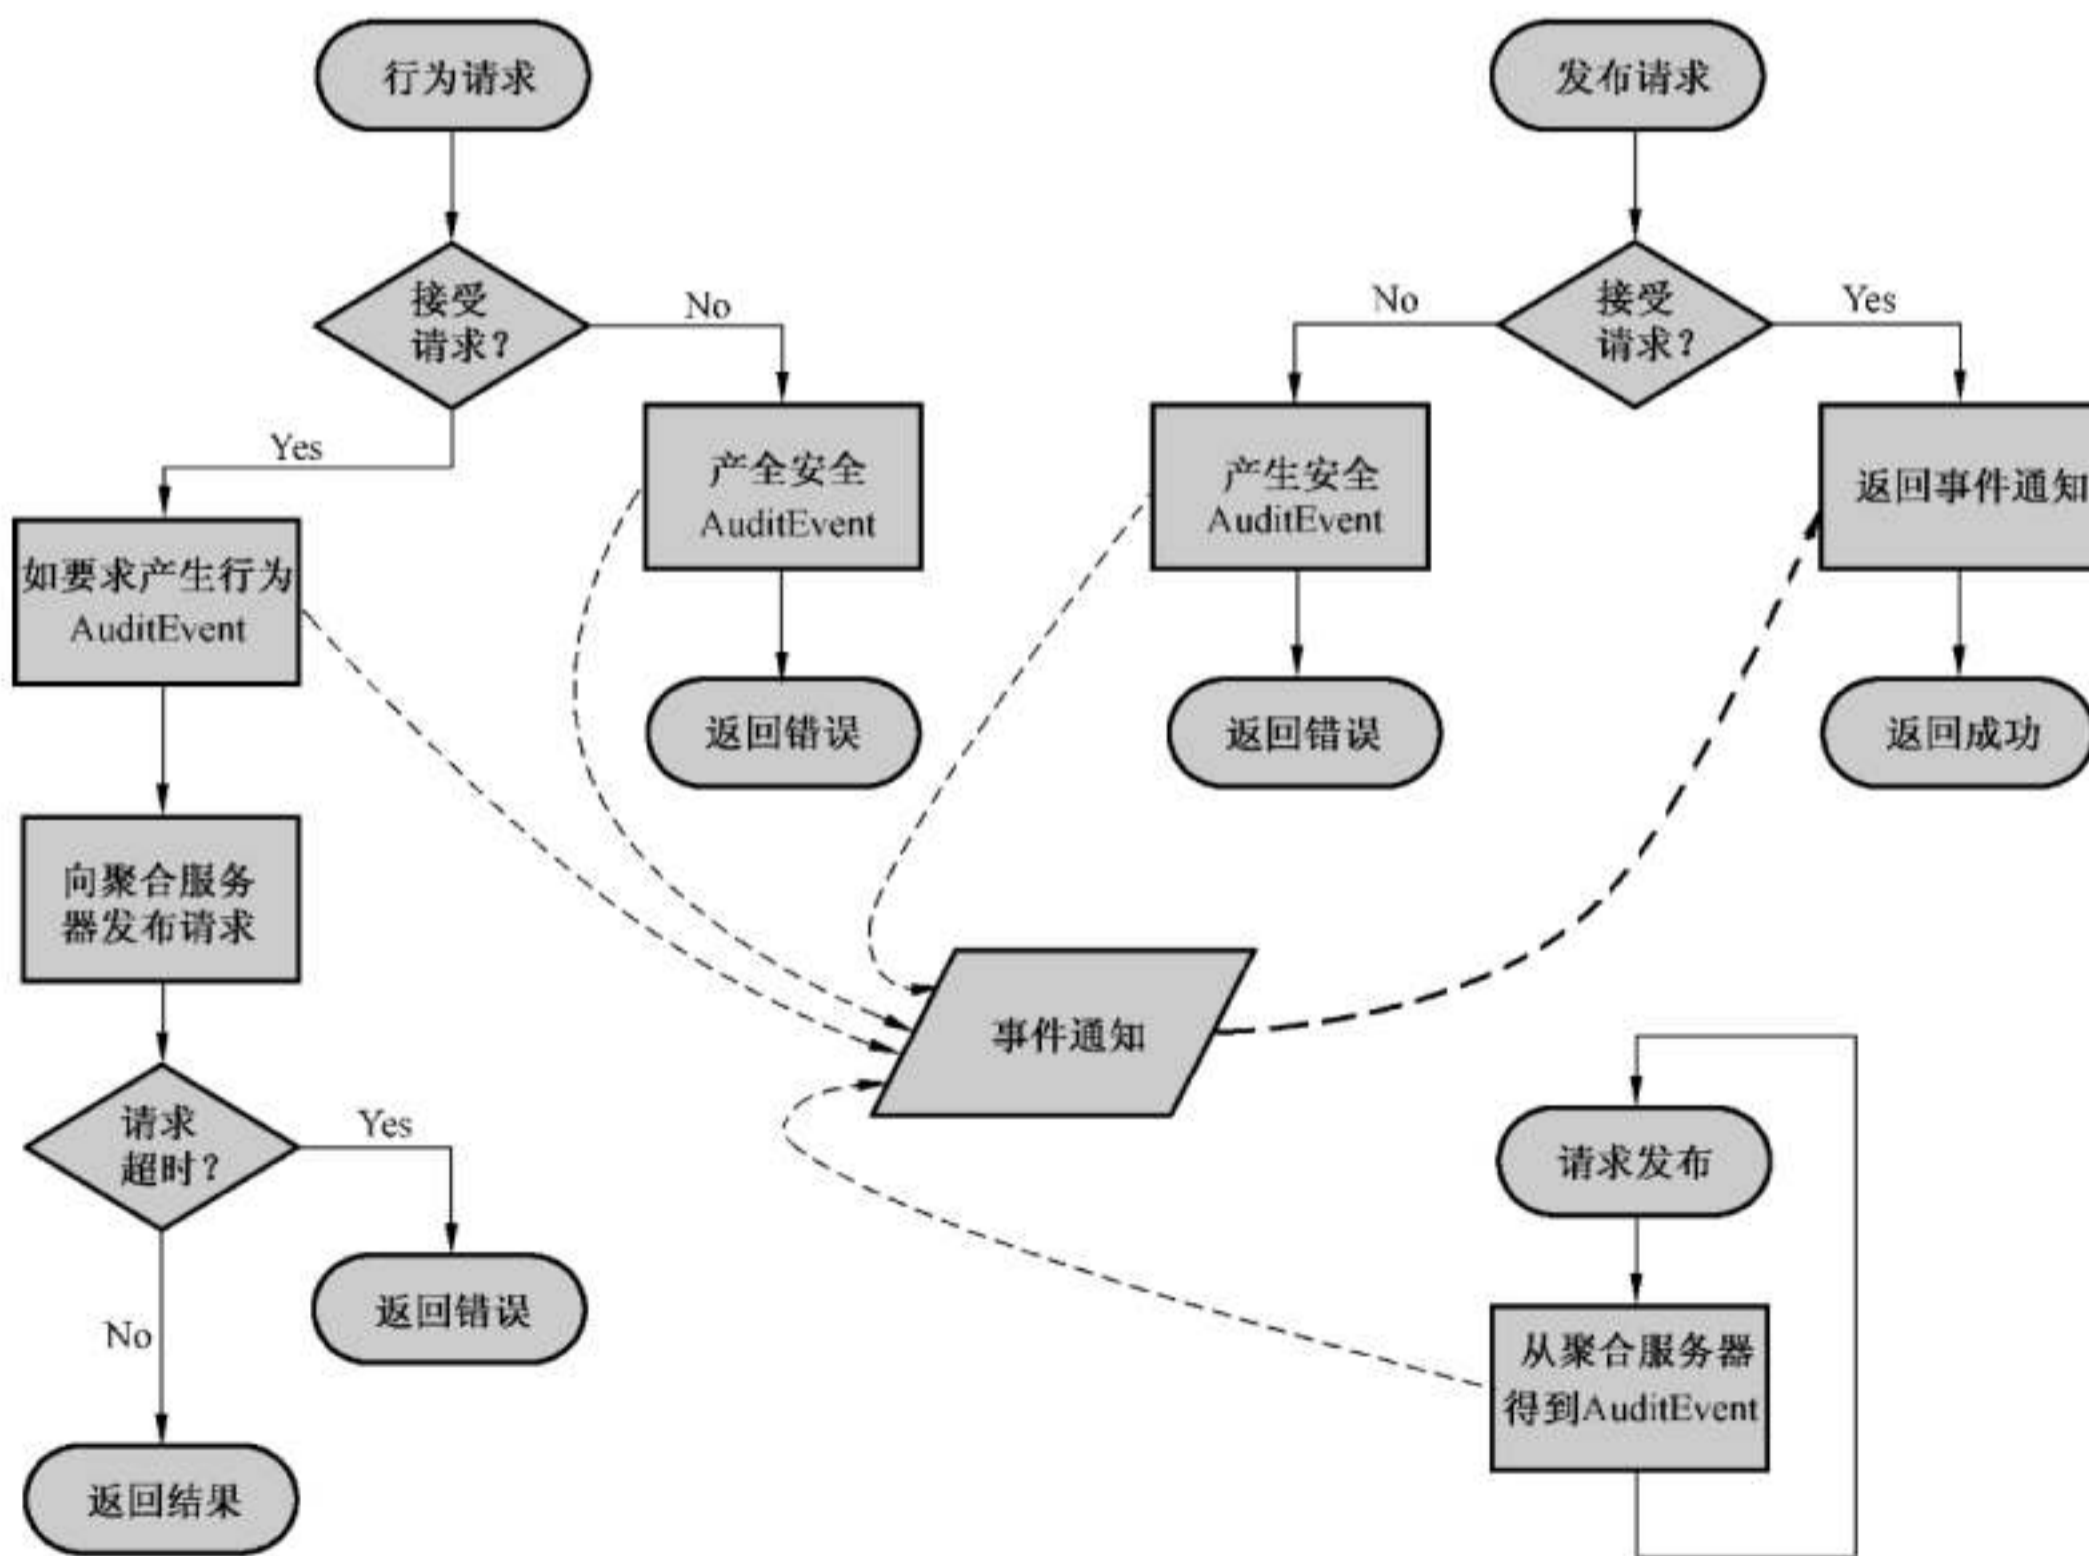 行为请求
发布请求
接受
请求?
No
Yes
接受
请求?
No
Yes
产全安全
AuditEvent
产生安全
AuditEvent
返回事件通知
如要求产生行为
AuditEvent
返回错误
返回错误
返回成功
向聚合服务
器发布请求
事件通知
请求
超时?
Yes
No
请求发布
返回错误
从聚合服务器
得到AuditEvent
返回结果